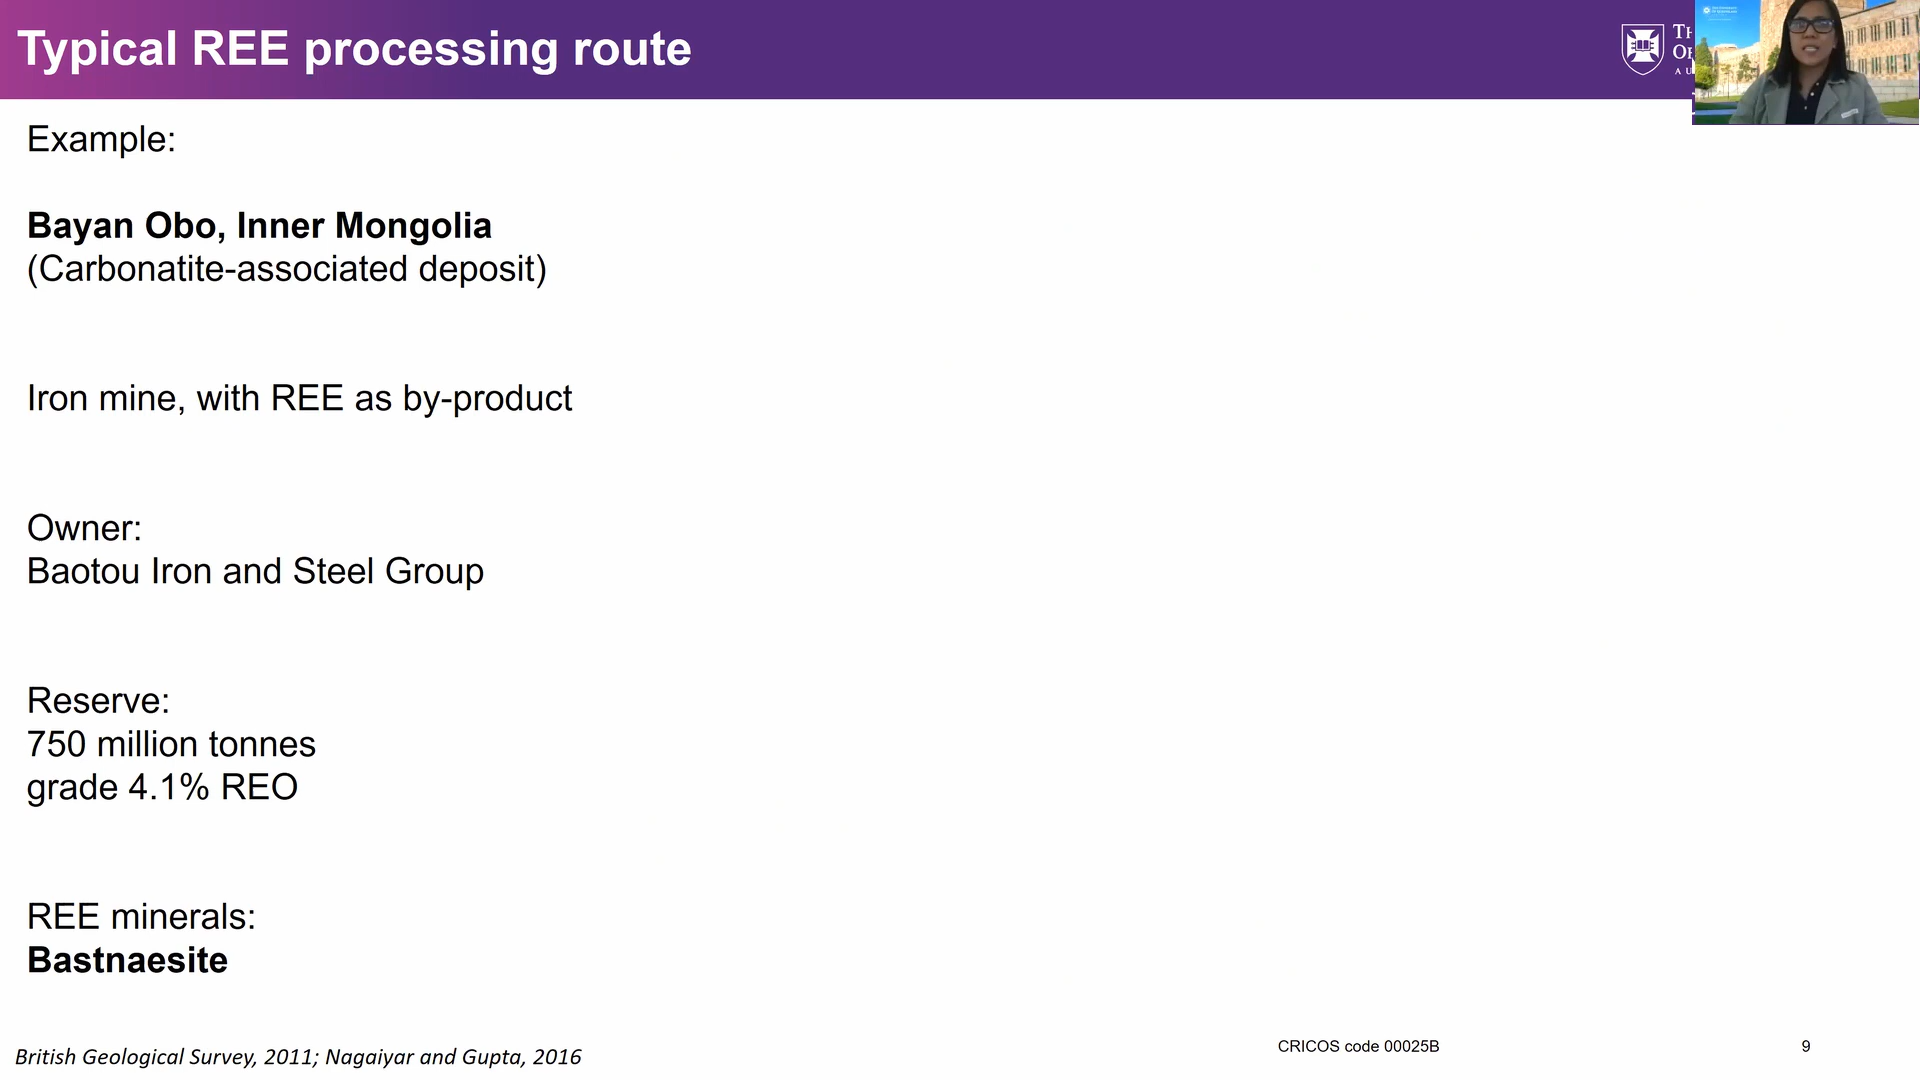 Typical REE processing route
Example:
Bayan Obo, Inner Mongolia
(Carbonatite-associated deposit)
Iron mine, with REE as by-product
Owner:
Baotou Iron and Steel Group
Reserve:
750 million tonnes
grade 4.1% REO
REE minerals:
Bastnaesite
British Geological Survey, 2011; Nagaiyar and Gupta, 2016
CRICOS code 00025B
9